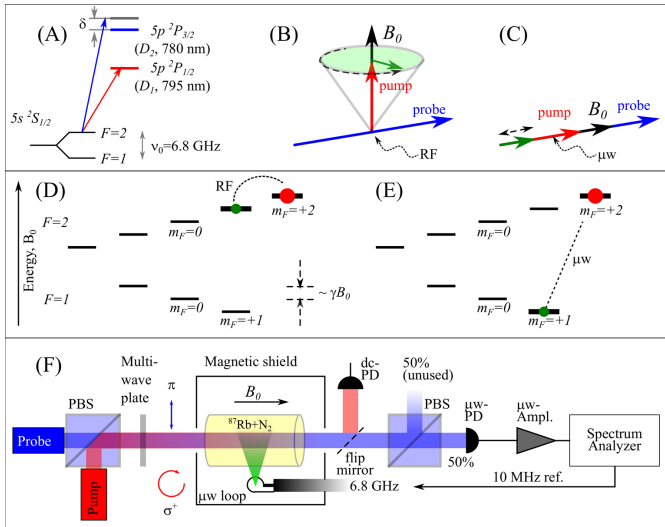 (A)
δ
5p ²P3/2
(D2, 780 nm)
5p ²P1/2
(D1, 795 nm)
5s ²S1/2
F=2
F=1
ν0=6.8 GHz
(B)
B0
pump
probe
RF
(C)
pump
B0
probe
μw
(D)
Energy, B0
F=2
F=1
mF=0
mF=0
mF=+1
RF
mF=+2
~ γB0
(E)
mF=0
mF=0
mF=+1
mF=+2
μw
(F)
Probe
PBS
Pump
Multi-
wave
plate
π
σ+
Magnetic shield
B0
87Rb+N2
μw loop
6.8 GHz
dc-
PD
flip
mirror
50%
(unused)
PBS
μw-
PD
50%
μw-
Ampl.
Spectrum
Analyzer
10 MHz ref.